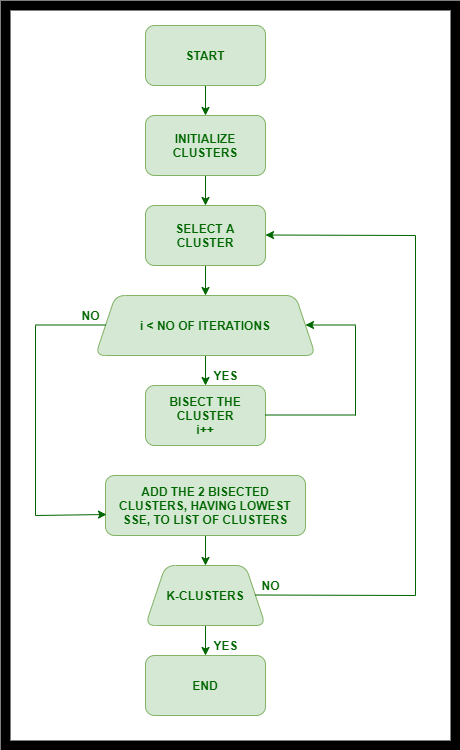 START
INITIALIZE
CLUSTERS
SELECT A
CLUSTER
i < NO OF ITERATIONS
NO
YES
BISECT THE
CLUSTER
i++
ADD THE 2 BISECTED
CLUSTERS, HAVING LOWEST
SSE, TO LIST OF CLUSTERS
K-CLUSTERS
NO
YES
END